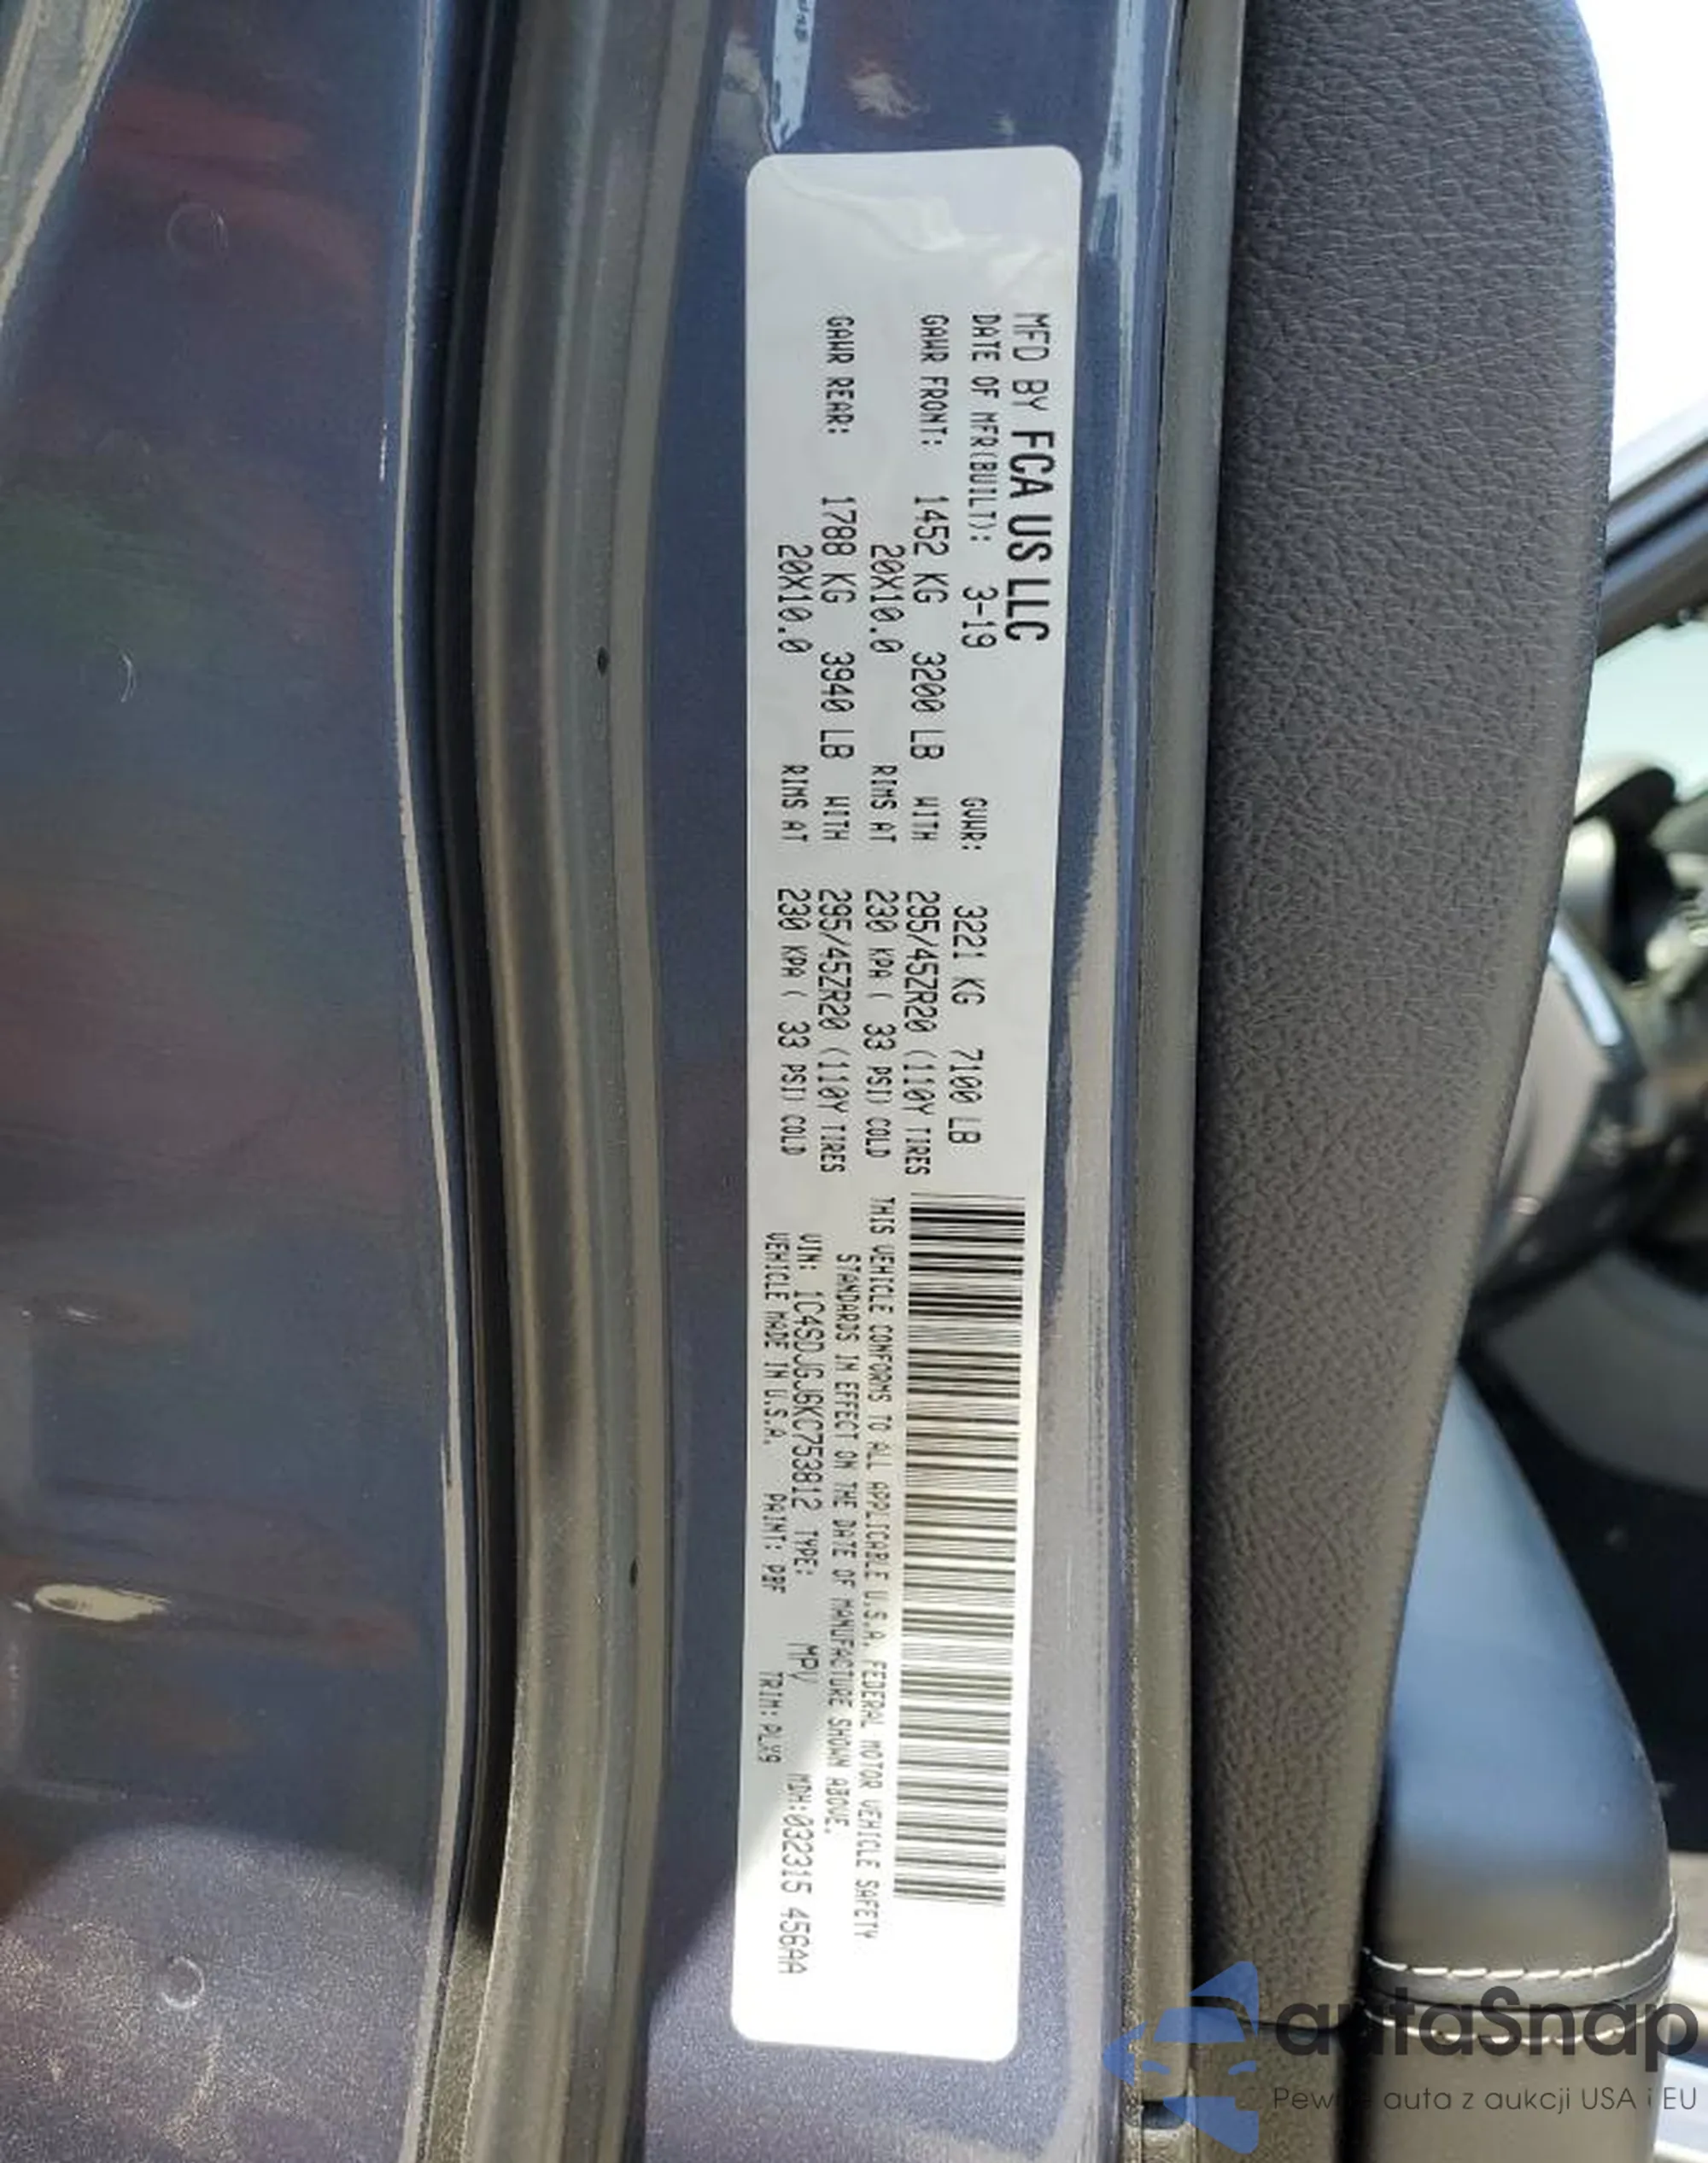 MFD BY FCA US LLC
DATE OF MFR(BUILT): 3-19 GVWR: 3221 KG 7100 LB
GAWR FRONT: 1452 KG 3200 LB WITH 295/45ZR20 (110Y TIRES
20X10.0 RIMS AT 230 KPA ( 33 PSI) COLD
GAWR REAR: 1788 KG 3940 LB WITH 295/45ZR20 (110Y TIRES
20X10.0 RIMS AT 230 KPA ( 33 PSI) COLD
THIS VEHICLE CONFORMS TO ALL APPLICABLE U.S.A. FEDERAL MOTOR VEHICLE SAFETY
STANDARDS IN EFFECT ON THE DATE OF MANUFACTURE SHOWN ABOVE.
VIN: 1C4SDJGJ6KC753812 TYPE: MPV MDH:032315 456AA
VEHICLE MADE IN U.S.A. PAINT: PBF TRIM: PLX9
autaSnap
Pewne auta z aukcji USA i EU